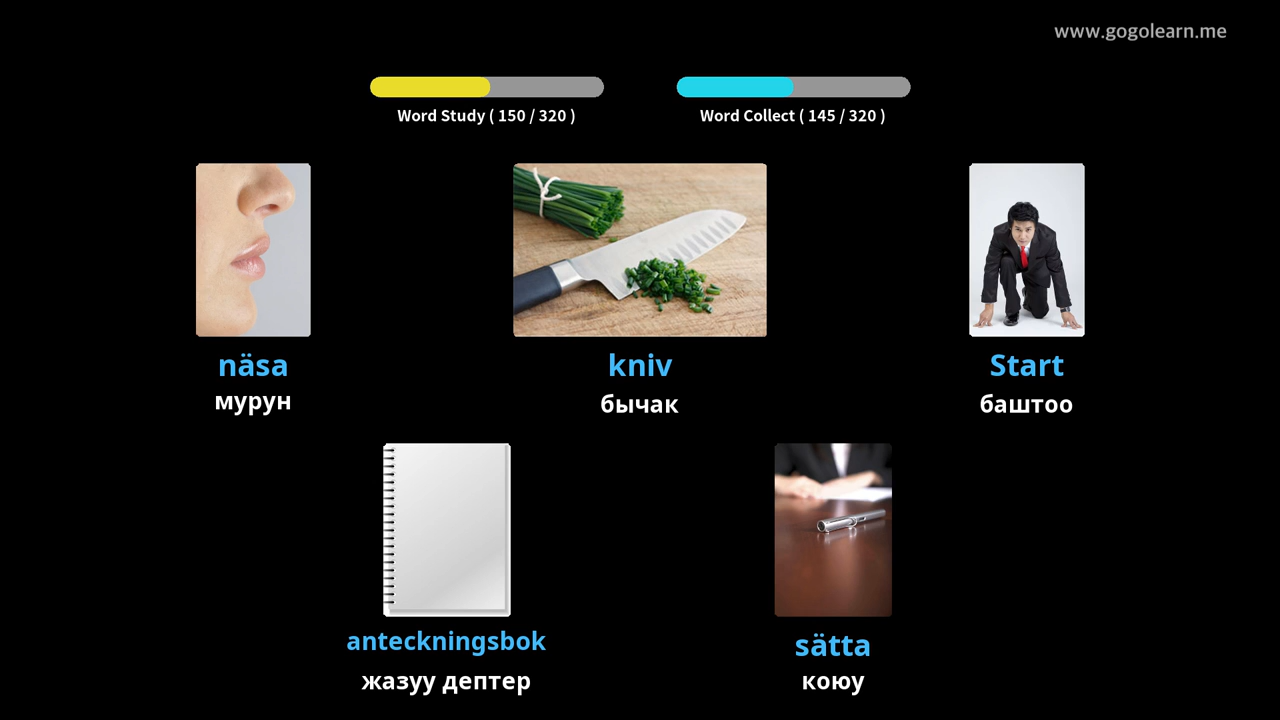 www.gogolearn.me
Word Study ( 150 / 320 )
Word Collect ( 145 / 320 )
näsa
мурун
kniv
бычак
Start
баштоо
anteckningsbok
жазуу дептер
sätta
коюу